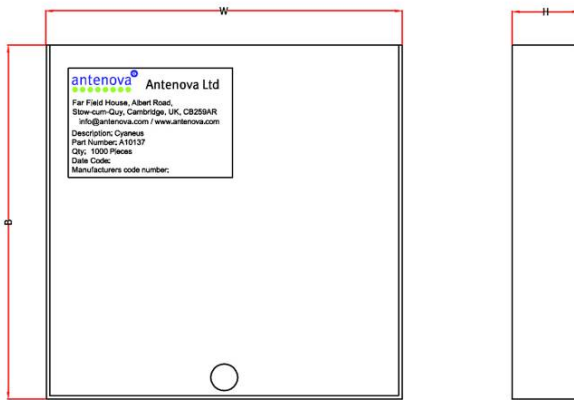 W
H
antenova®
Antenova Ltd
Far Field House, Albert Road,
Stow-cum-Quy, Cambridge, UK, CB259AR
info@antenova.com / www.antenova.com
Description: Cyaneus
Part Number: A10137
Qty: 1000 Pieces
Date Code:
Manufacturers code number:
B